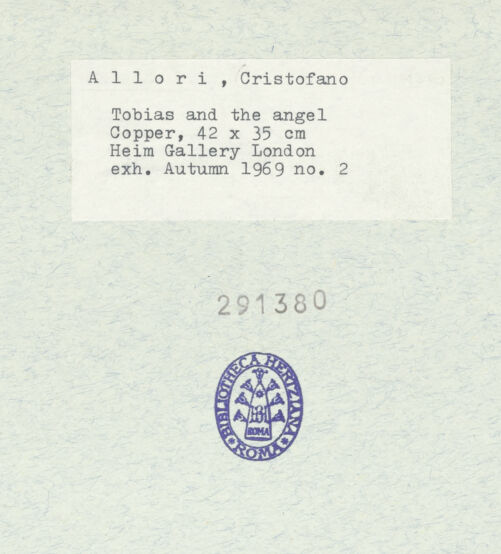 A l l o r i , Cristofano
Tobias and the angel
Copper, 42 x 35 cm
Heim Gallery London
exh. Autumn 1969 no. 2
291380
BIBLIOTHECA HERTZIANA
ROMA
ROMA